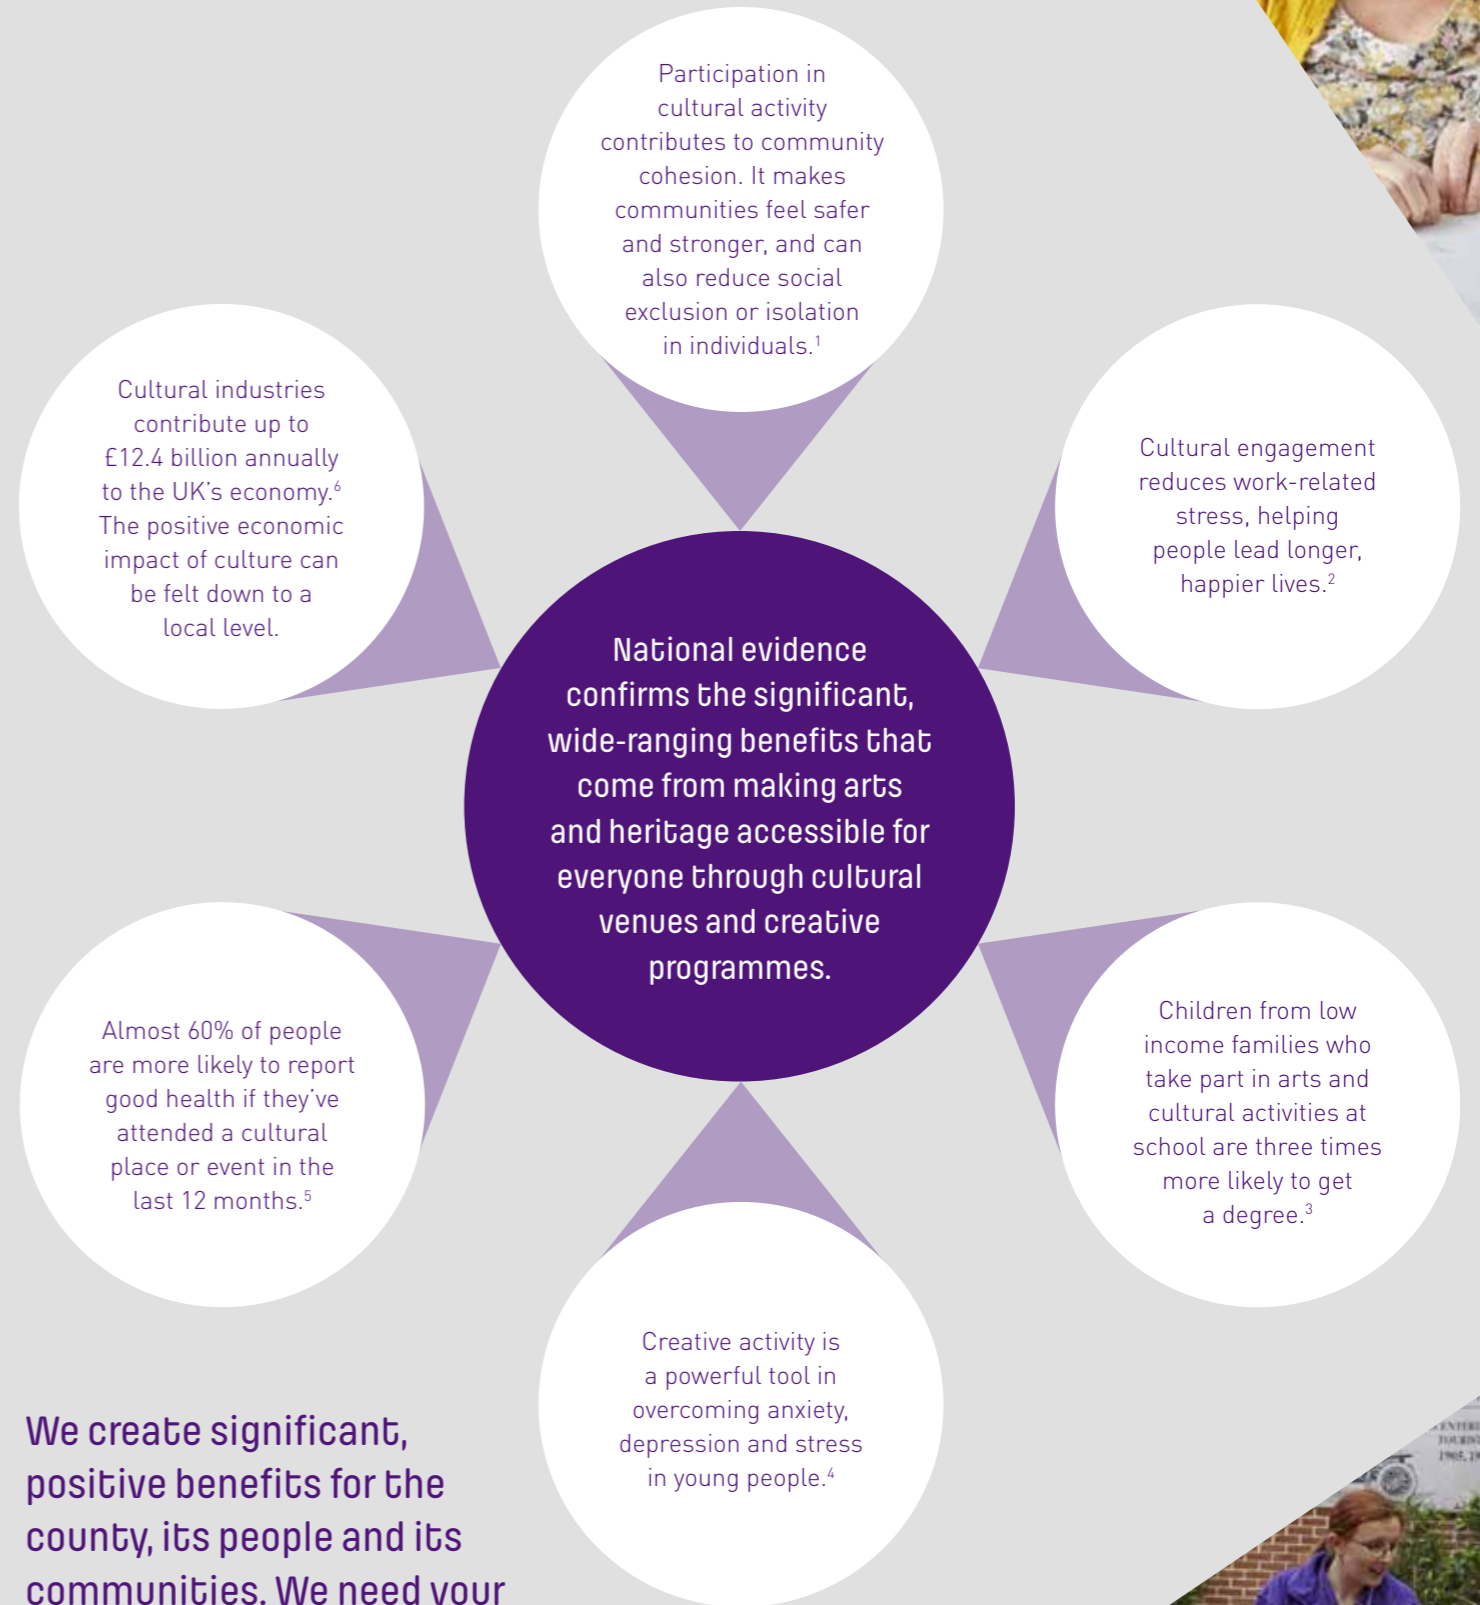 Participation in
cultural activity
contributes to community
cohesion. It makes
communities feel safer
and stronger, and can
also reduce social
exclusion or isolation
in individuals.¹
Cultural engagement
reduces work-related
stress, helping
people lead longer,
happier lives.²
Children from low
income families who
take part in arts and
cultural activities at
school are three times
more likely to get
a degree.³
Creative activity is
a powerful tool in
overcoming anxiety,
depression and stress
in young people.⁴
Almost 60% of people
are more likely to report
good health if they've
attended a cultural
place or event in the
last 12 months.⁵
Cultural industries
contribute up to
£12.4 billion annually
to the UK's economy.⁶
The positive economic
impact of culture can
be felt down to a
local level.
National evidence
confirms the significant,
wide-ranging benefits that
come from making arts
and heritage accessible for
everyone through cultural
venues and creative
programmes.
We create significant,
positive benefits for the
county, its people and its
communities. We need your